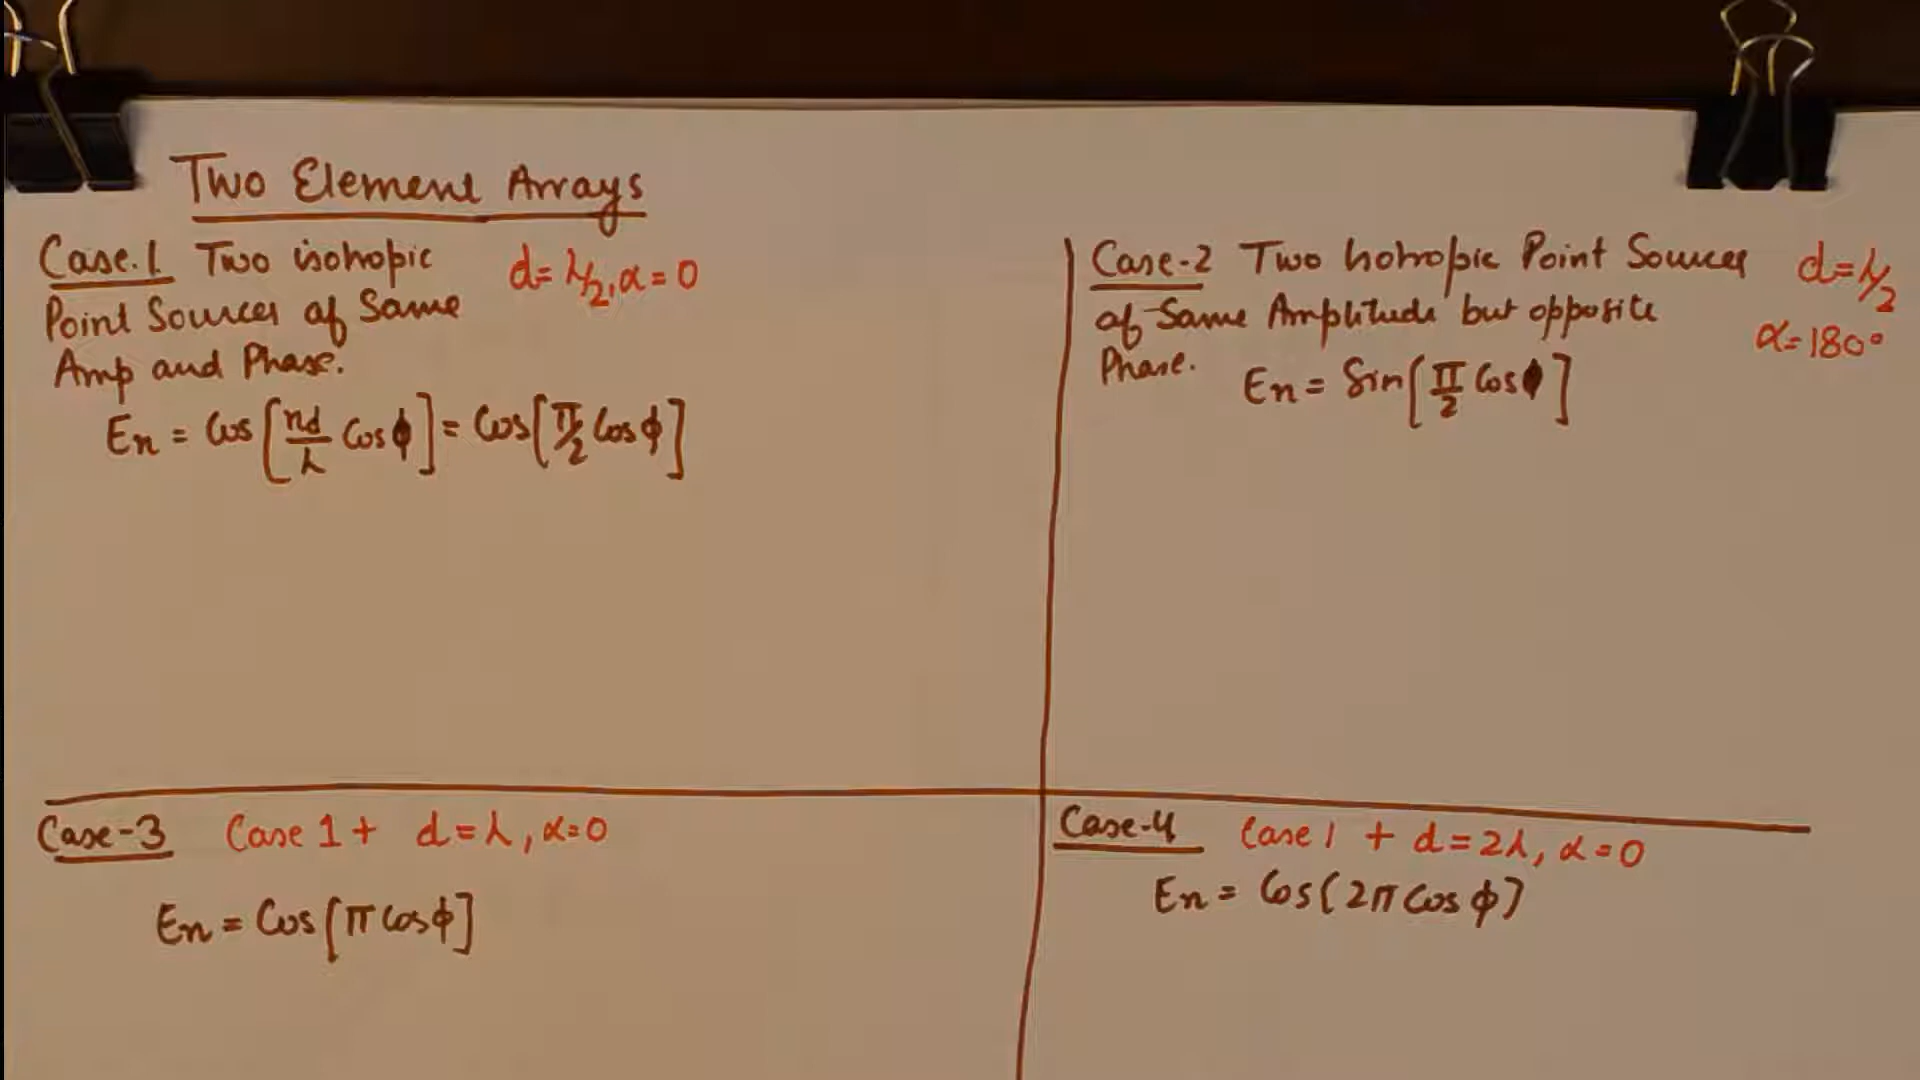 Two Element Arrays
Case.1 Two isotropic d=λ/2, α=0
Point Sources of Same
Amp and Phase.
En = Cos [πd/λ Cosϕ] = Cos[π/2 Cosϕ]
Case-2 Two Isotropic Point Sources d=λ/2
of Same Amplitude but opposite α=180°
Phase. En = Sin[π/2 Cosϕ]
Case-3 Case 1 + d=λ, α=0
En = Cos[π Cosϕ]
Case-4 Case 1 + d=2λ, α=0
En = Cos(2π Cosϕ)